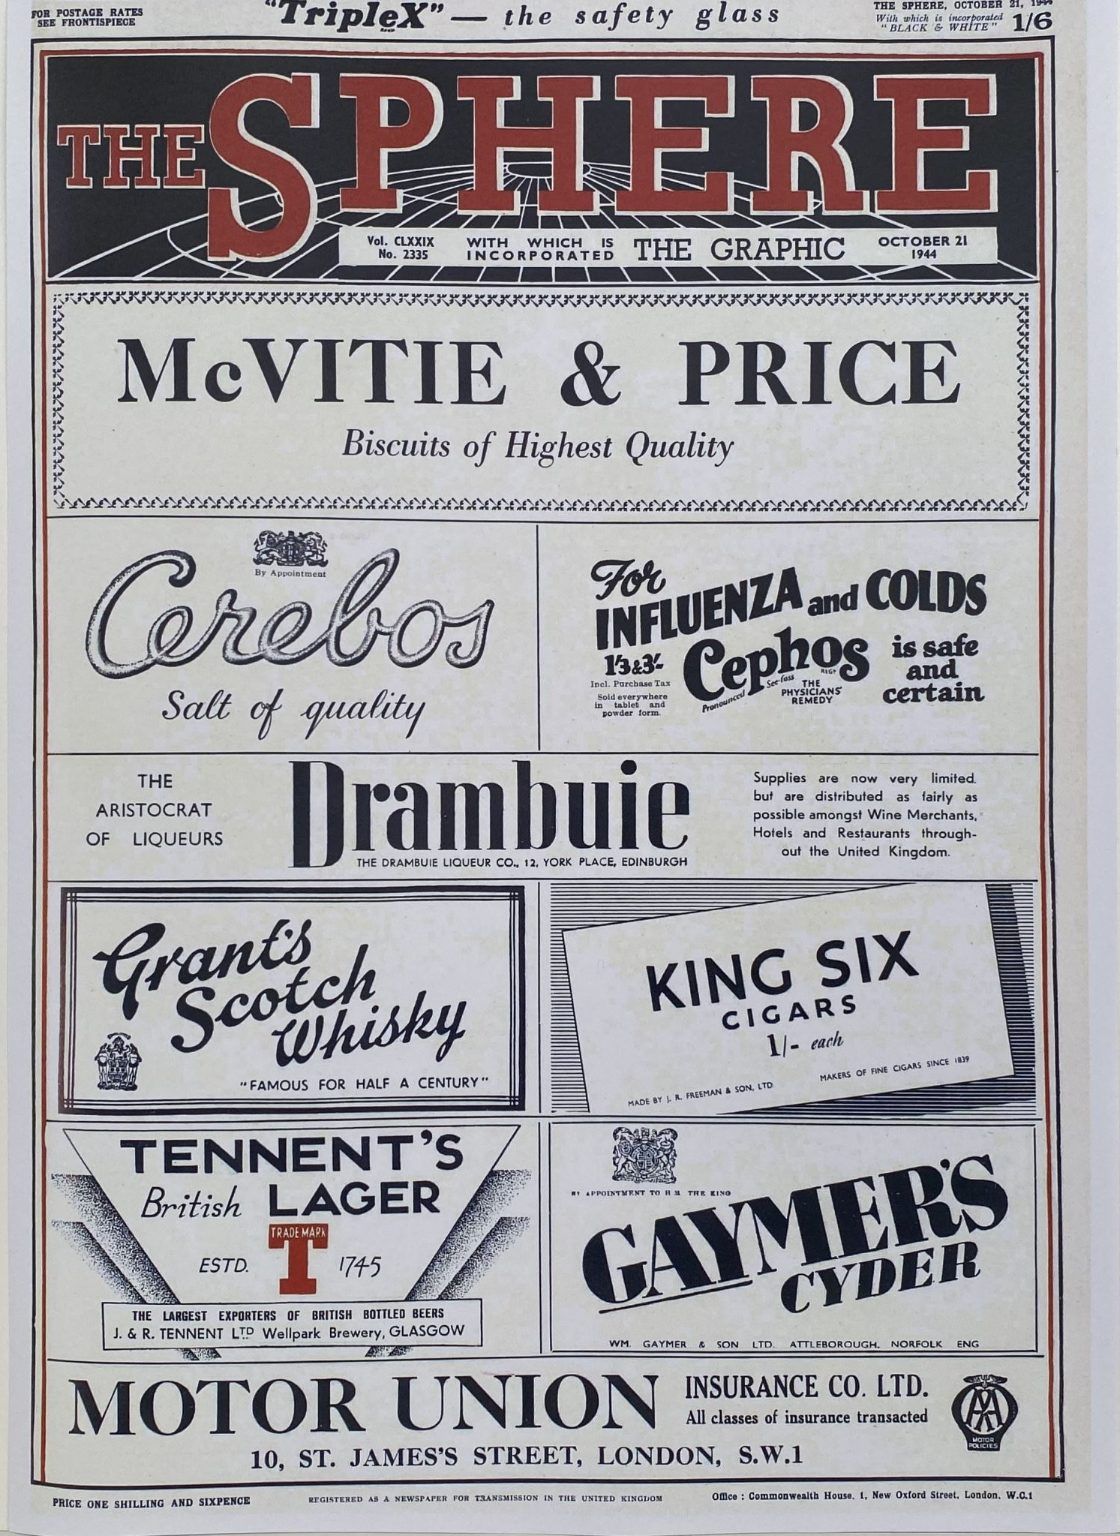 FOR POSTAGE RATES
SEE FRONTISPIECE
"TripleX" — the safety glass
THE SPHERE, OCTOBER 21, 1944
With which is incorporated
"BLACK & WHITE"
1/6
THE SPHERE
Vol. CLXXIX
No. 2335
WITH WHICH IS
INCORPORATED
THE GRAPHIC
OCTOBER 21
1944
McVITIE & PRICE
Biscuits of Highest Quality
By Appointment
Cerebos
Salt of quality
For
INFLUENZA and COLDS
1/3 & 3/-
Incl. Purchase Tax
Sold everywhere
in tablet and
powder form.
Cephos
REGD
Pronounced See-foss
THE
PHYSICIANS'
REMEDY
is safe
and
certain
THE
ARISTOCRAT
OF LIQUEURS
Drambuie
THE DRAMBUIE LIQUEUR CO., 12, YORK PLACE, EDINBURGH
Supplies are now very limited
but are distributed as fairly as
possible amongst Wine Merchants,
Hotels and Restaurants through-
out the United Kingdom.
Grant's
Scotch
Whisky
"FAMOUS FOR HALF A CENTURY"
KING SIX
CIGARS
1/- each
MADE BY J. R. FREEMAN & SON, LTD
MAKERS OF FINE CIGARS SINCE 1839
TENNENT'S
British LAGER
TRADE MARK
T
ESTD. 1745
THE LARGEST EXPORTERS OF BRITISH BOTTLED BEERS
J. & R. TENNENT LTD Wellpark Brewery, GLASGOW
BY APPOINTMENT TO H M THE KING
GAYMER'S
CYDER
WM. GAYMER & SON LTD. ATTLEBOROUGH, NORFOLK ENG
MOTOR UNION
INSURANCE CO. LTD.
All classes of insurance transacted
10, ST. JAMES'S STREET, LONDON, S.W.1
AA
MOTOR
POLICIES
PRICE ONE SHILLING AND SIXPENCE
REGISTERED AS A NEWSPAPER FOR TRANSMISSION IN THE UNITED KINGDOM
Office : Commonwealth House, 1, New Oxford Street, London, W.C.1